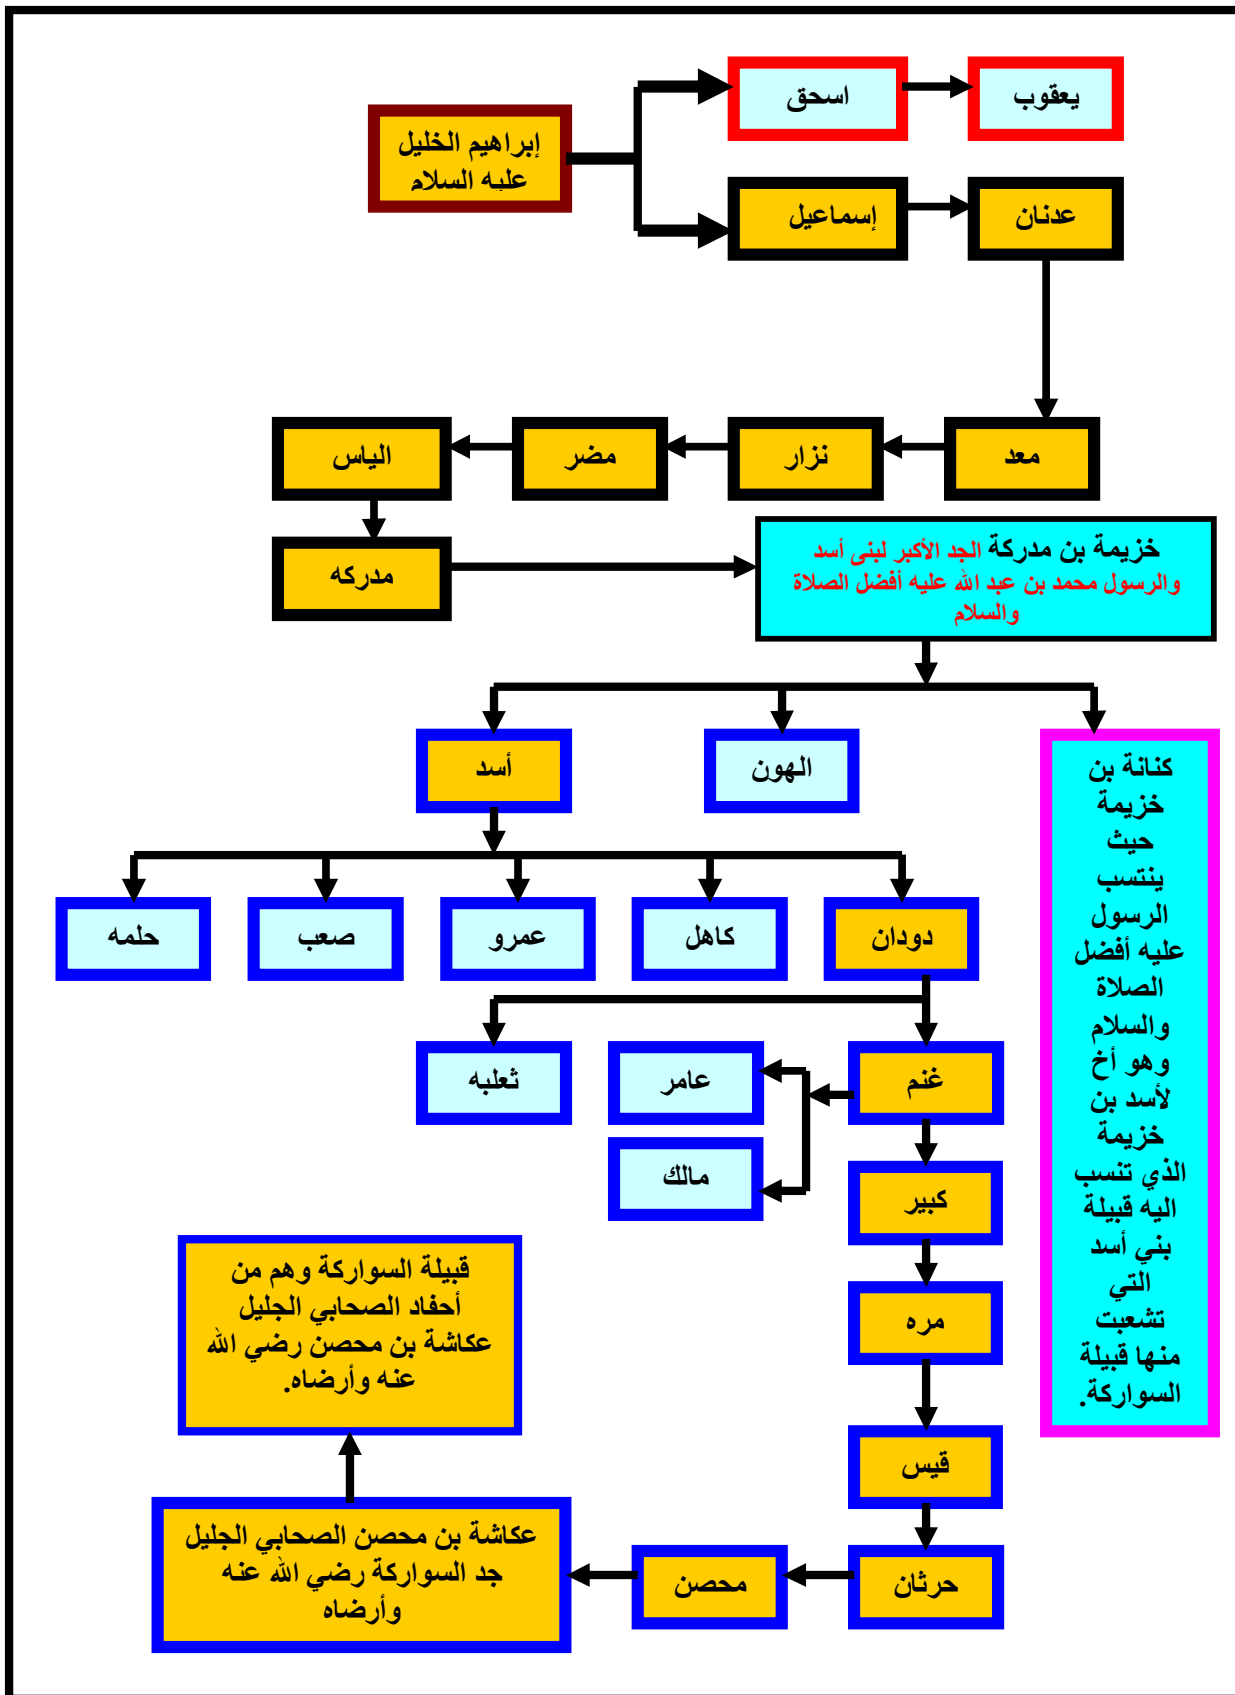 اسحق
يعقوب
إبراهيم الخليل
عليه السلام
إسماعيل
عدنان
معد
نزار
مضر
الياس
مدركه
خزيمة بن مدركة الجد الأكبر لبنى أسد
والرسول محمد بن عبد الله عليه أفضل الصلاة
والسلام
كنانة بن
خزيمة
حيث
ينتسب
الرسول
عليه أفضل
الصلاة
والسلام
وهو أخ
لأسد بن
خزيمة
الذي تنسب
اليه قبيلة
بني أسد
التي
تشعبت
منها قبيلة
السواركة.
الهون
أسد
دودان
كاهل
عمرو
صعب
حلمه
غنم
ثعلبه
عامر
مالك
كبير
مره
قيس
حرثان
محصن
عكاشة بن محصن الصحابي الجليل
جد السواركة رضي الله عنه
وأرضاه
قبيلة السواركة وهم من
أحفاد الصحابي الجليل
عكاشة بن محصن رضي الله
عنه وأرضاه.